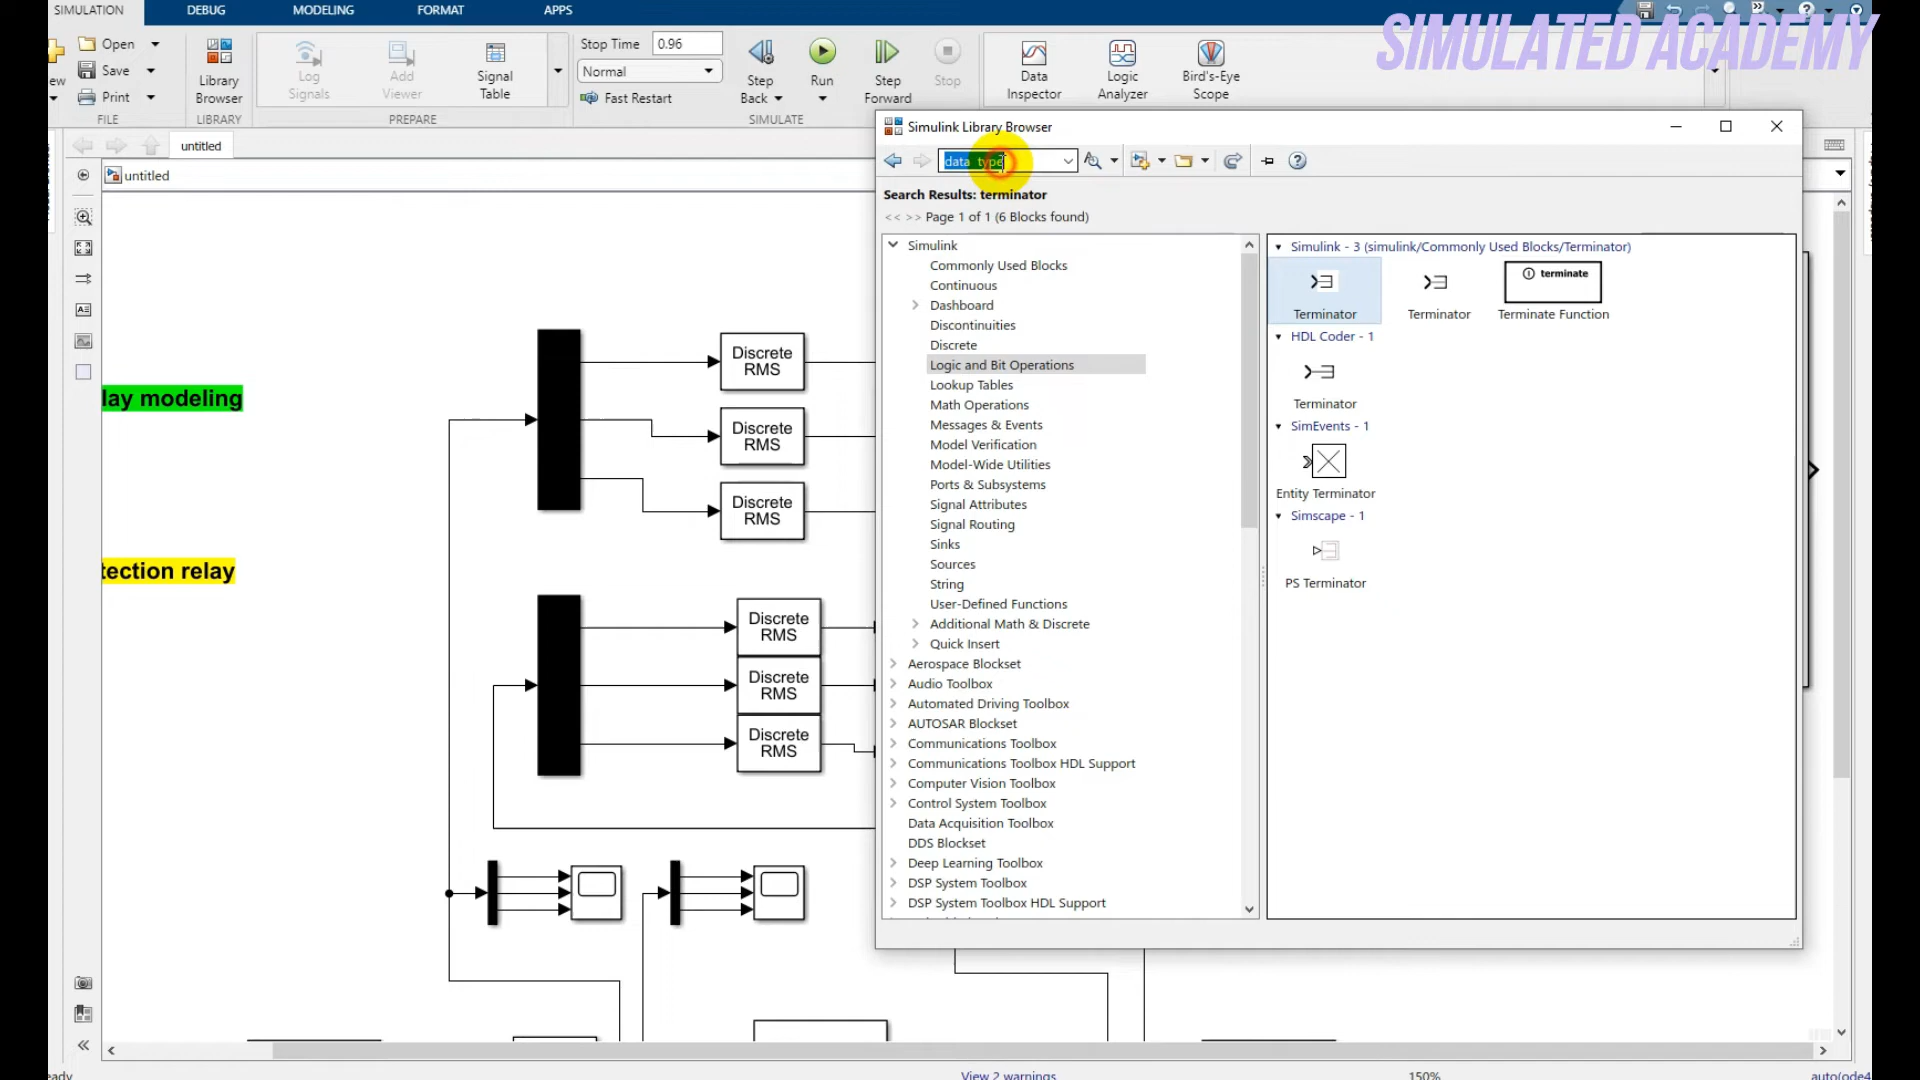 SIMULATION DEBUG MODELING FORMAT APPS
SIMULATED ACADEMY
Open
Save
Print
FILE
Library Browser
LIBRARY
Log Signals
Add Viewer
Signal Table
PREPARE
Stop Time 0.96
Normal
Fast Restart
Step Back
Run
Step Forward
Stop
SIMULATE
Data Inspector
Logic Analyzer
Bird's-Eye Scope
untitled
untitled
lay modeling
tection relay
Discrete RMS
Discrete RMS
Discrete RMS
Discrete RMS
Discrete RMS
Discrete RMS
Simulink Library Browser
data type
Search Results: terminator
<< >> Page 1 of 1 (6 Blocks found)
Simulink
Commonly Used Blocks
Continuous
Dashboard
Discontinuities
Discrete
Logic and Bit Operations
Lookup Tables
Math Operations
Messages & Events
Model Verification
Model-Wide Utilities
Ports & Subsystems
Signal Attributes
Signal Routing
Sinks
Sources
String
User-Defined Functions
Additional Math & Discrete
Quick Insert
Aerospace Blockset
Audio Toolbox
Automated Driving Toolbox
AUTOSAR Blockset
Communications Toolbox
Communications Toolbox HDL Support
Computer Vision Toolbox
Control System Toolbox
Data Acquisition Toolbox
DDS Blockset
Deep Learning Toolbox
DSP System Toolbox
DSP System Toolbox HDL Support
Simulink - 3 (simulink/Commonly Used Blocks/Terminator)
terminate
Terminator Terminator Terminate Function
HDL Coder - 1
Terminator
SimEvents - 1
Entity Terminator
Simscape - 1
PS Terminator
View 2 warnings
150%
auto(ode4